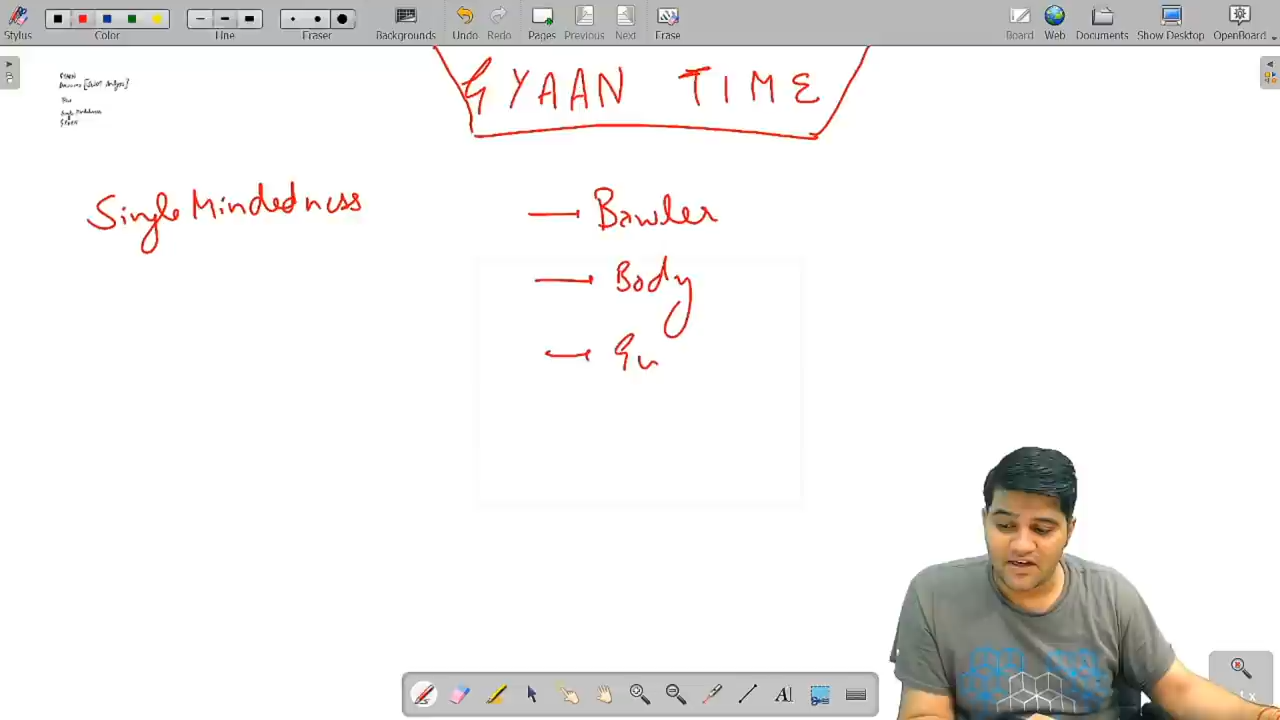 Stylus Color Line Eraser Backgrounds Undo Redo Pages Previous Next Erase Board Web Documents Show Desktop OpenBoard
GYAAN TIME
Single Mindedness
Bowler
Body